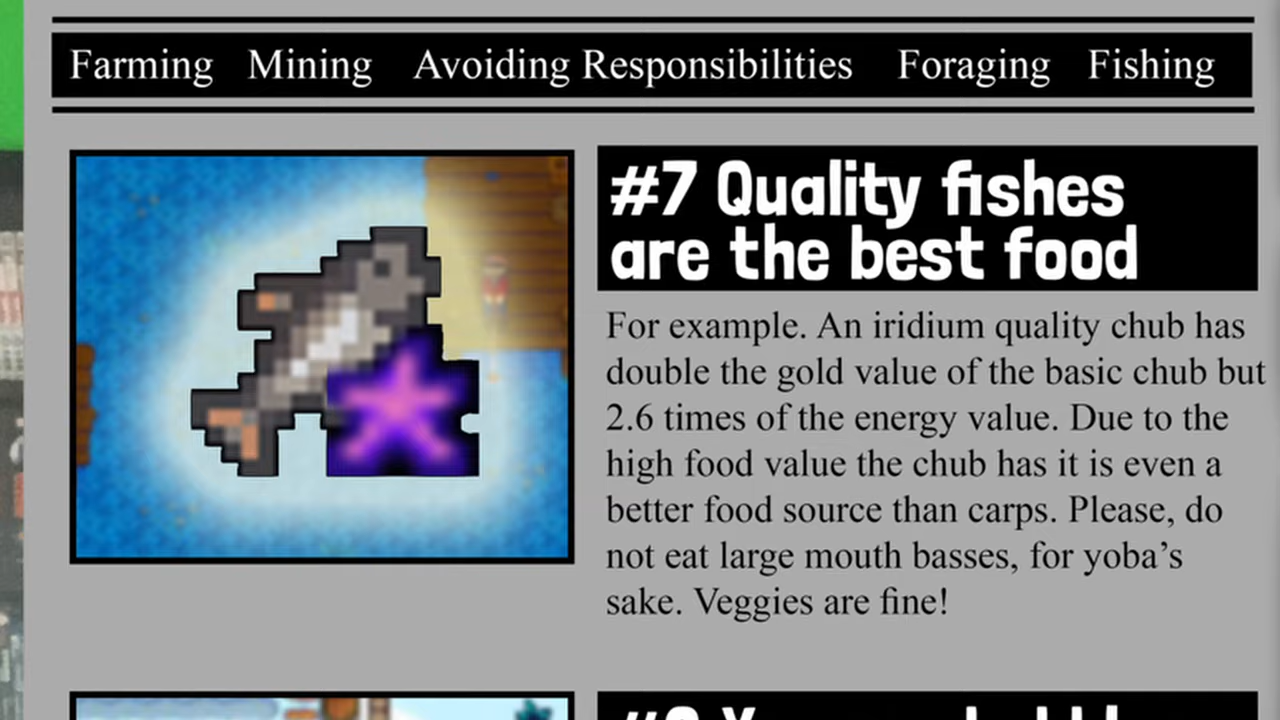 Farming Mining Avoiding Responsibilities Foraging Fishing
#7 Quality fishes
are the best food
For example. An iridium quality chub has
double the gold value of the basic chub but
2.6 times of the energy value. Due to the
high food value the chub has it is even a
better food source than carps. Please, do
not eat large mouth basses, for yoba's
sake. Veggies are fine!